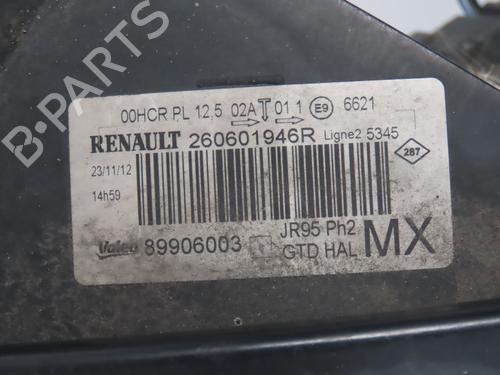 00HCR PL 12,5 02A 01 1 E9 6621
RENAULT 260601946R Ligne2 5345
23/11/12
14h59
287
Valeo 89906003
JR95 Ph2
GTD HAL MX